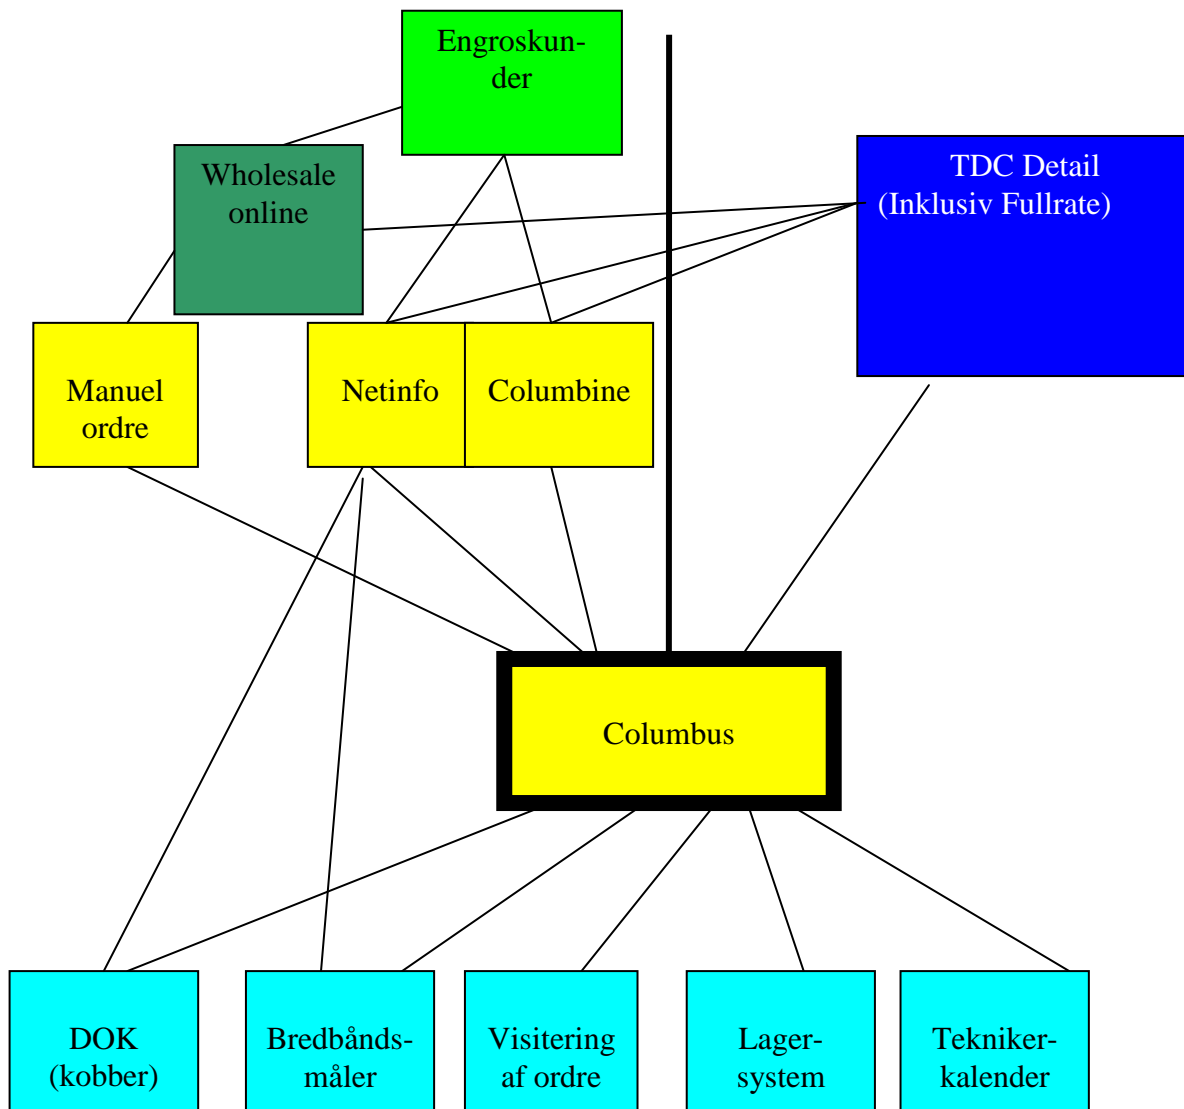 Engroskun-
der
Wholesale
online
TDC Detail
(Inklusiv Fullrate)
Manuel
ordre
Netinfo
Columbine
Columbus
DOK
(kobber)
Bredbånds-
måler
Visitering
af ordre
Lager-
system
Tekniker-
kalender